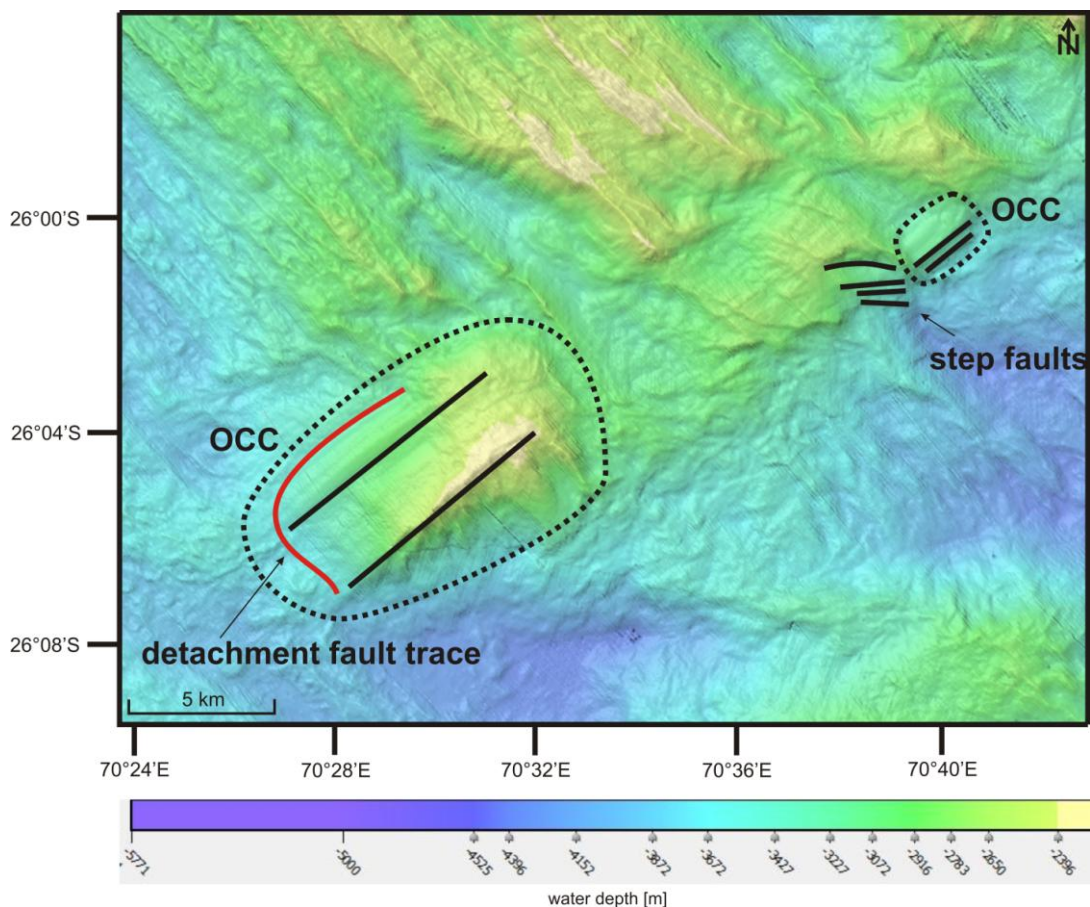 N
26°00'S
OCC
step faults
26°04'S
OCC
26°08'S
detachment fault trace
5 km
70°24'E
70°28'E
70°32'E
70°36'E
70°40'E
-5771
-5000
-4525
-4396
-4152
-3872
-3672
-3427
-3227
-3072
-2916
-2783
-2650
-2396
water depth [m]